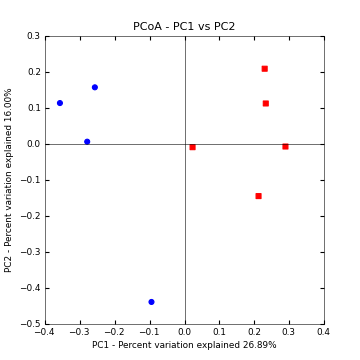 PCoA - PC1 vs PC2
0.3
0.2
0.1
0.0
−0.1
−0.2
−0.3
−0.4
−0.5
PC2 - Percent variation explained 16.00%
−0.4 −0.3 −0.2 −0.1 0.0 0.1 0.2 0.3 0.4
PC1 - Percent variation explained 26.89%